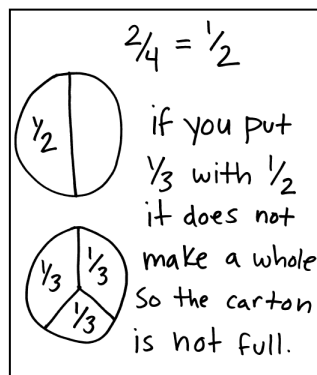 2/4 = 1/2
1/2
if you put
1/3 with 1/2
it does not
make a whole
so the carton
is not full.
1/3 1/3
1/3